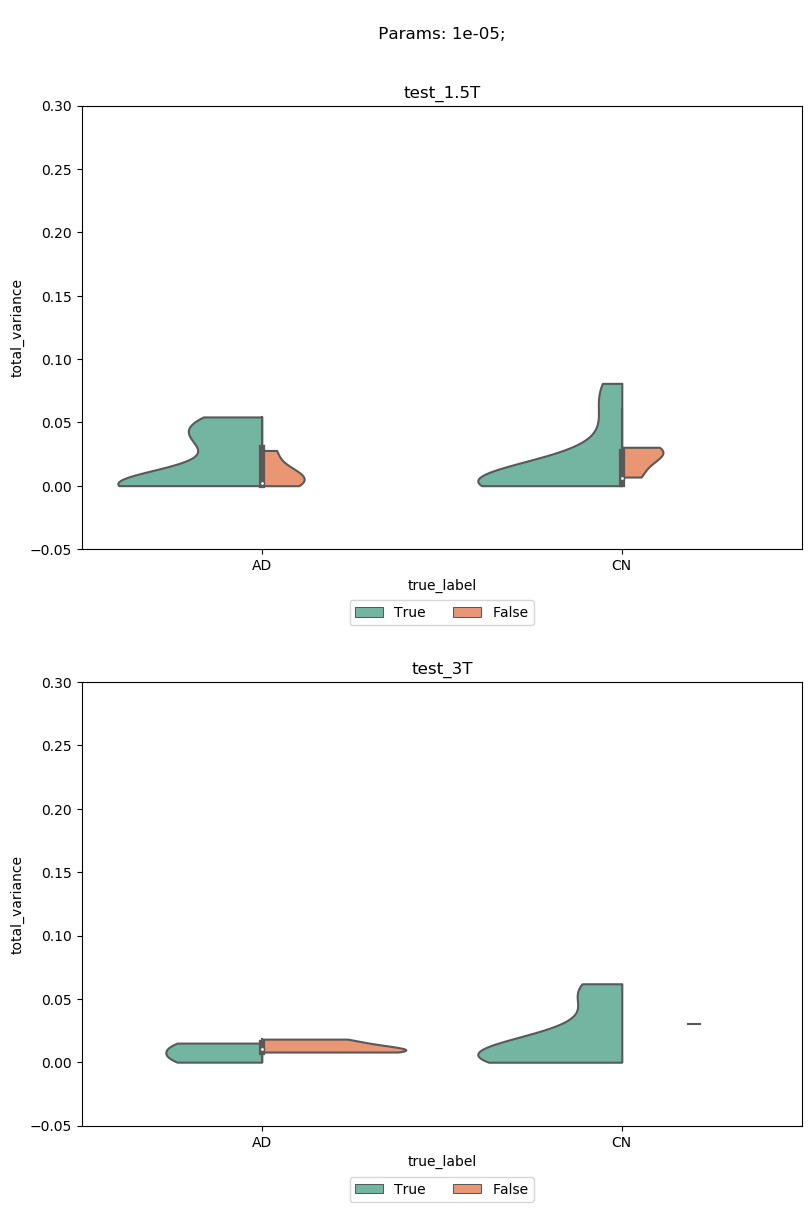 Params: 1e-05;
test_1.5T
0.30
0.25
0.20
0.15
0.10
0.05
0.00
−0.05
total_variance
AD CN
true_label
True False
test_3T
0.30
0.25
0.20
0.15
0.10
0.05
0.00
−0.05
total_variance
AD CN
true_label
True False